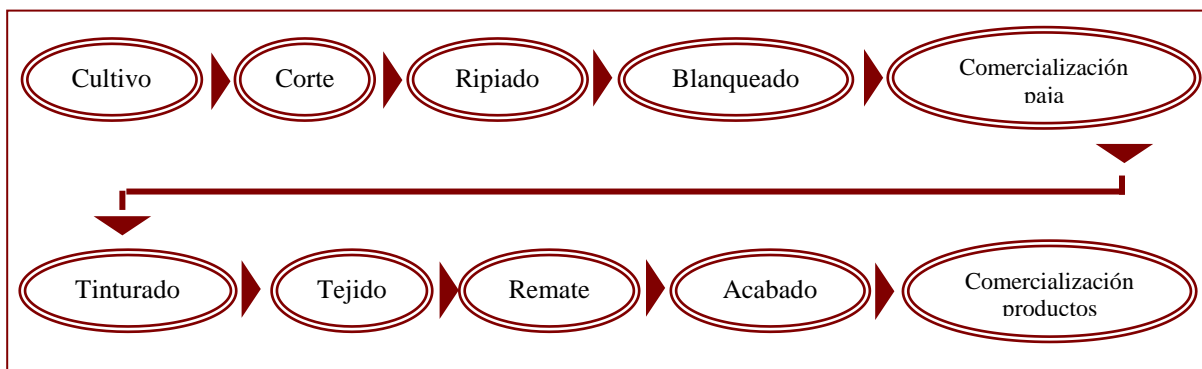 Cultivo
Corte
Ripiado
Blanqueado
Comercialización
paja
Tinturado
Tejido
Remate
Acabado
Comercialización
productos